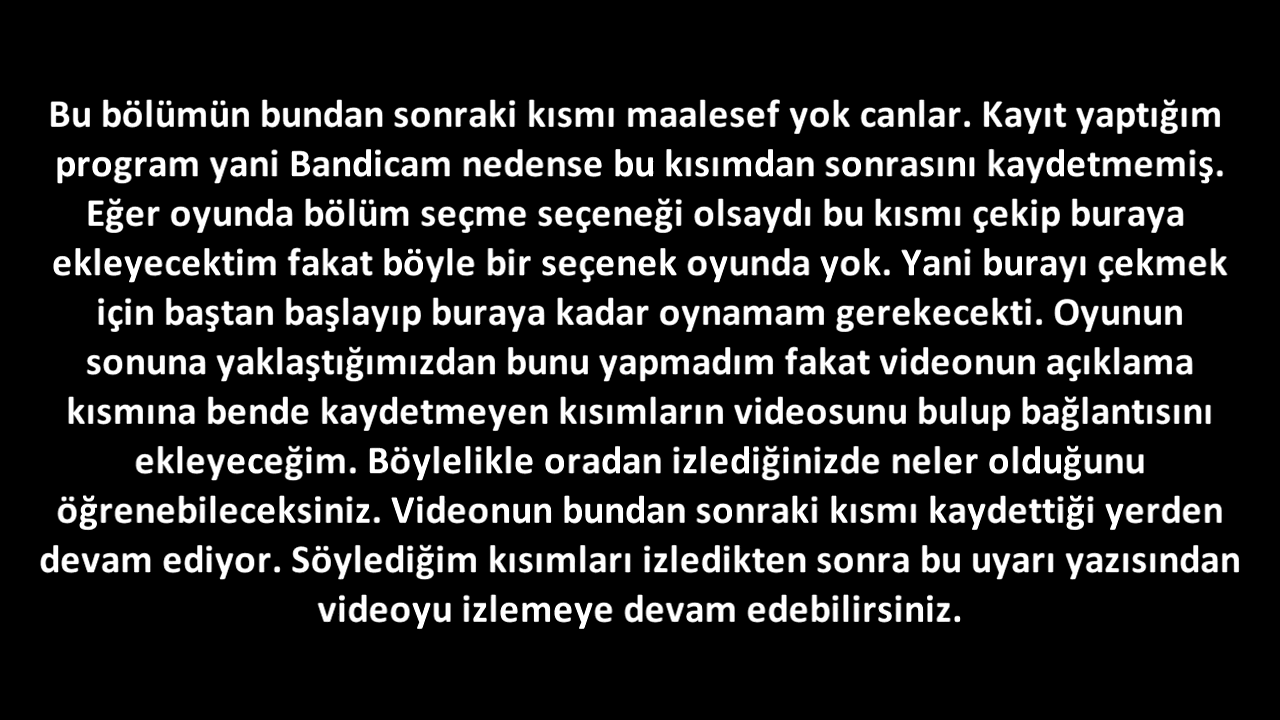 Bu bölümün bundan sonraki kısmı maalesef yok canlar. Kayıt yaptığım
program yani Bandicam nedense bu kısımdan sonrasını kaydetmemiş.
Eğer oyunda bölüm seçme seçeneği olsaydı bu kısmı çekip buraya
ekleyecektim fakat böyle bir seçenek oyunda yok. Yani burayı çekmek
için baştan başlayıp buraya kadar oynamam gerekecekti. Oyunun
sonuna yaklaştığımızdan bunu yapmadım fakat videonun açıklama
kısmına bende kaydetmeyen kısımların videosunu bulup bağlantısını
ekleyeceğim. Böylelikle oradan izlediğinizde neler olduğunu
öğrenebileceksiniz. Videonun bundan sonraki kısmı kaydettiği yerden
devam ediyor. Söylediğim kısımları izledikten sonra bu uyarı yazısından
videoyu izlemeye devam edebilirsiniz.